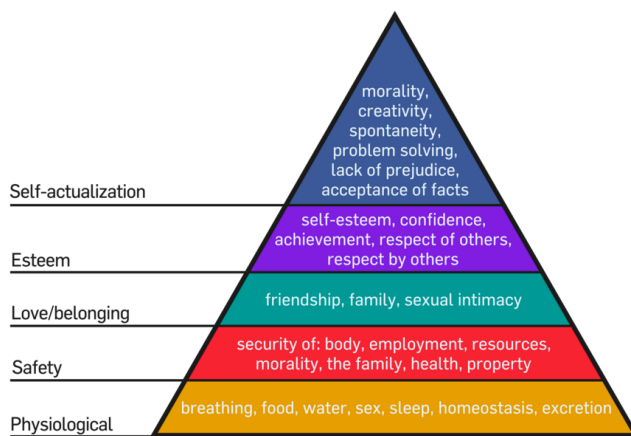 morality,
creativity,
spontaneity,
problem solving,
lack of prejudice,
acceptance of facts
Self-actualization
self-esteem, confidence,
achievement, respect of others,
respect by others
Esteem
friendship, family, sexual intimacy
Love/belonging
security of: body, employment, resources,
morality, the family, health, property
Safety
breathing, food, water, sex, sleep, homeostasis, excretion
Physiological